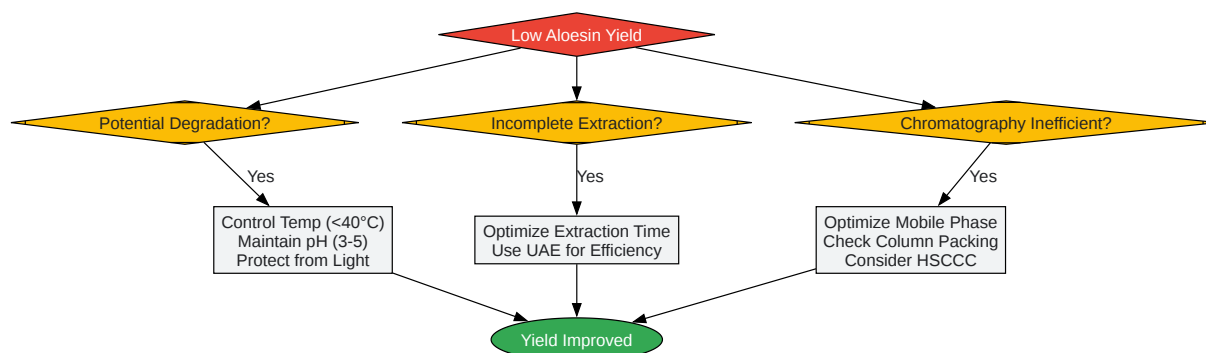 Low Aloesin Yield
Potential Degradation?
Incomplete Extraction?
Chromatography Inefficient?
Yes
Yes
Yes
Control Temp (<40°C)
Maintain pH (3-5)
Protect from Light
Optimize Extraction Time
Use UAE for Efficiency
Optimize Mobile Phase
Check Column Packing
Consider HSCCC
Yield Improved